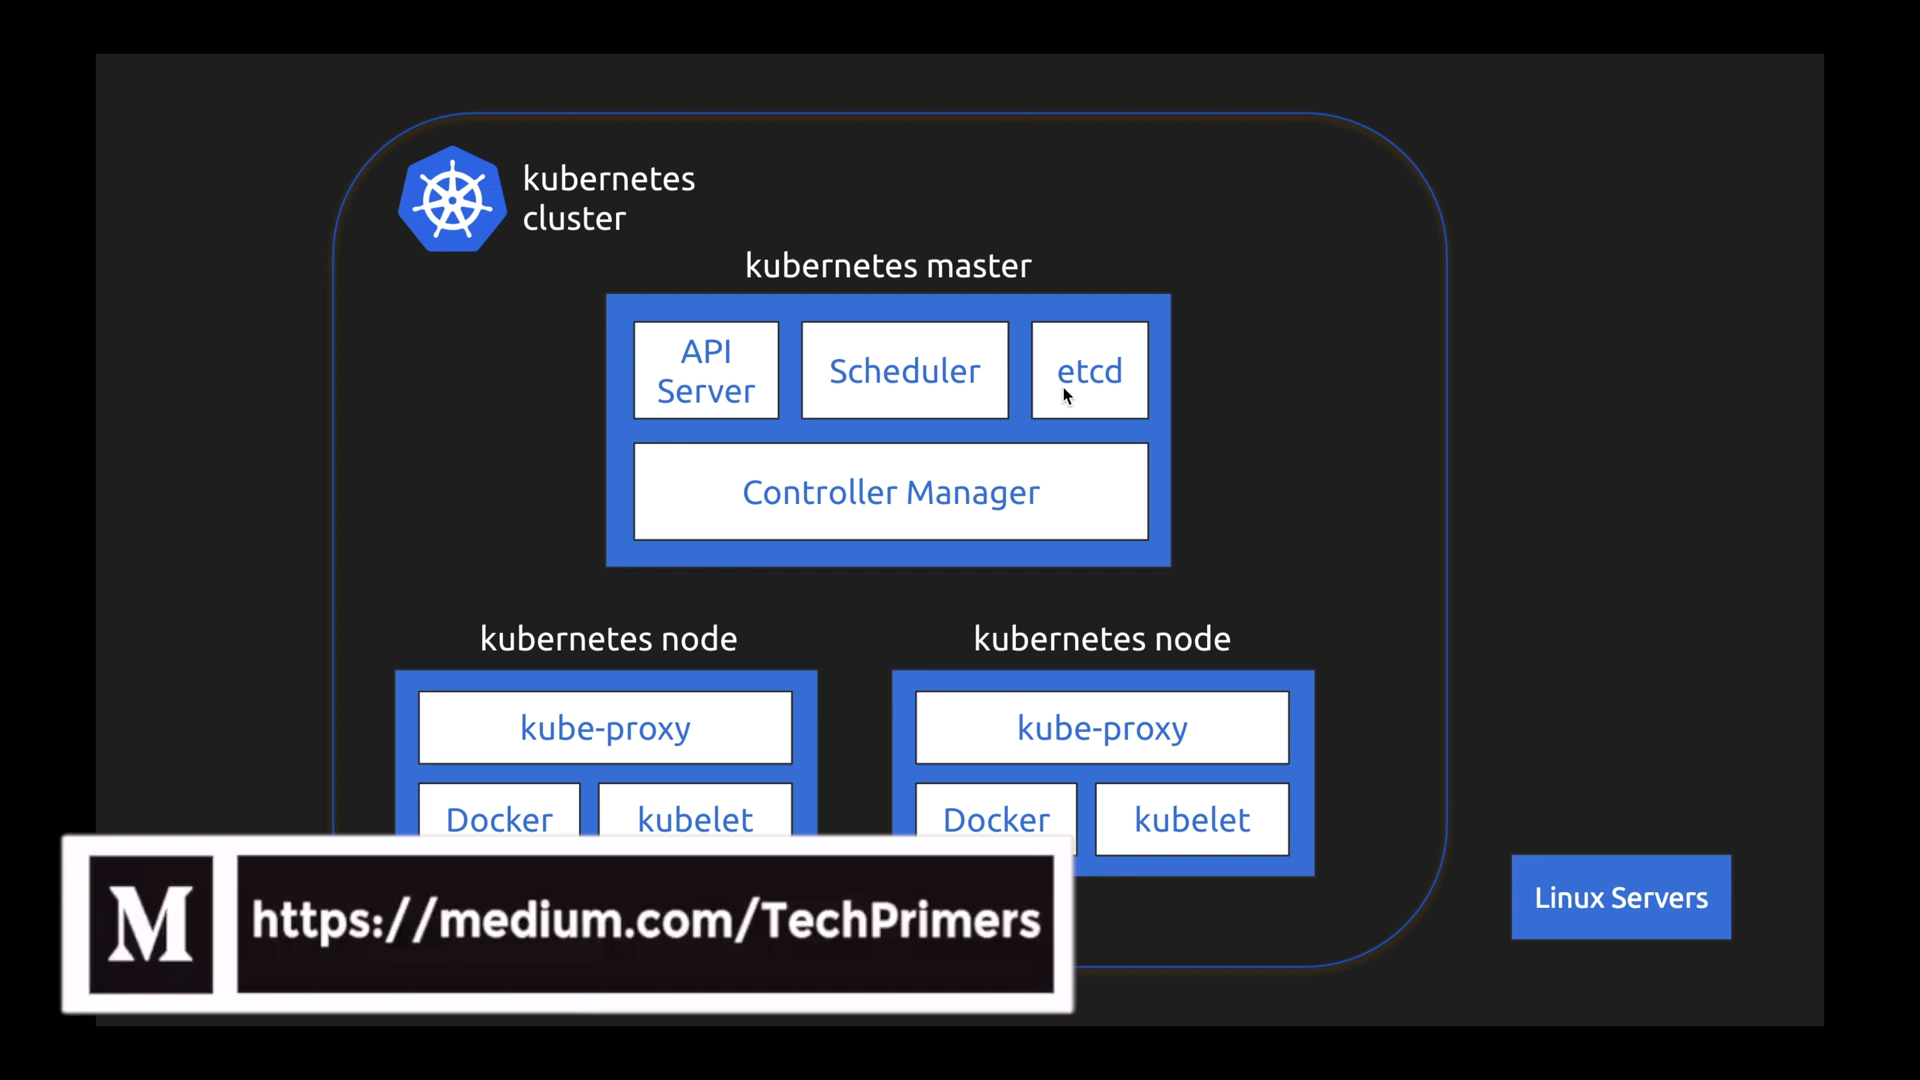 kubernetes
cluster
kubernetes master
API
Server
Scheduler
etcd
Controller Manager
kubernetes node
kubernetes node
kube-proxy
kube-proxy
Docker
kubelet
Docker
kubelet
Linux Servers
M
https://medium.com/TechPrimers